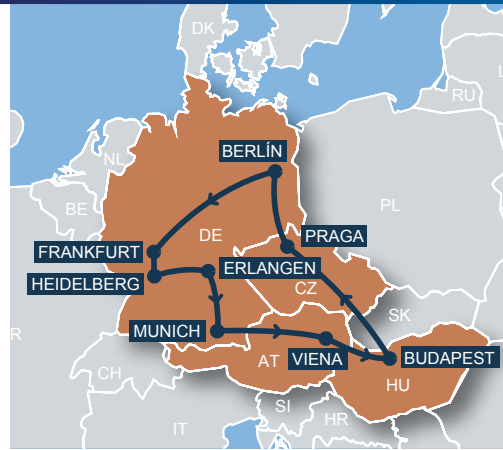 DK
RU
BERLÍN
NL
BE
PL
PRAGA
DE
FRANKFURT
ERLANGEN
HEIDELBERG
CZ
SK
MUNICH
VIENA
BUDAPEST
AT
CH
HU
SI
HR
IT